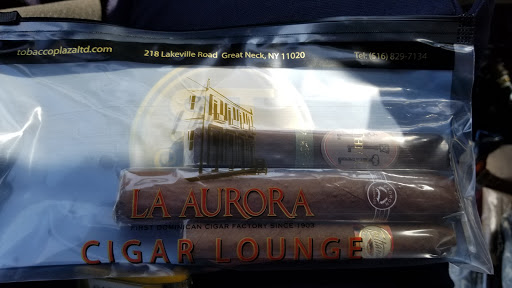 tobaccoplazaltd.com
218 Lakeville Road Great Neck, NY 11020
Tel: (516) 829-7134
LA AURORA
FIRST DOMINICAN CIGAR FACTORY SINCE 1903
CIGAR LOUNGE